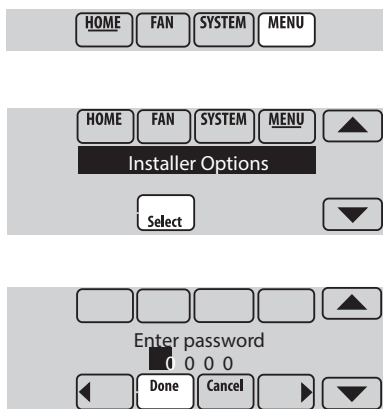 HOME FAN SYSTEM MENU
HOME FAN SYSTEM MENU
Installer Options
Select
Enter password
0 0 0 0
Done Cancel